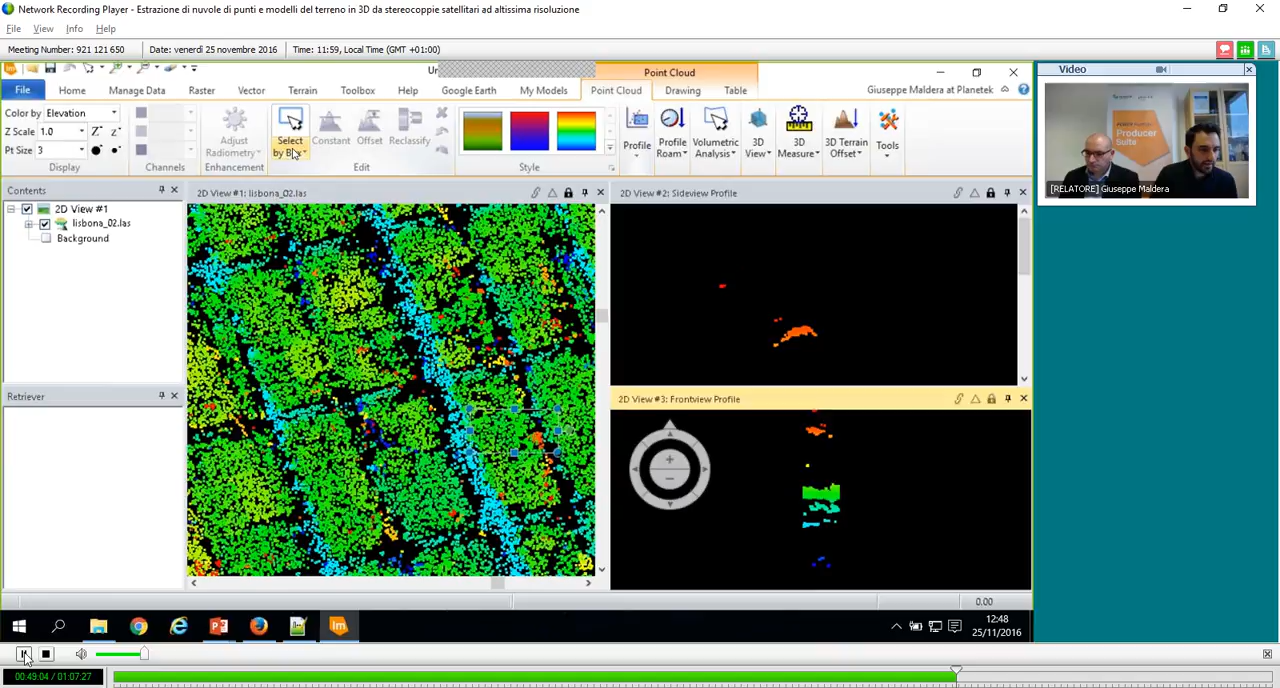 Network Recording Player - Estrazione di nuvole di punti e modelli del terreno in 3D da stereocoppie satellitari ad altissima risoluzione
File View Info Help
Meeting Number: 921 121 650 Date: venerdì 25 novembre 2016 Time: 11:59, Local Time (GMT +01:00)
Ur Point Cloud
File Home Manage Data Raster Vector Terrain Toolbox Help Google Earth My Models Point Cloud Drawing Table Giuseppe Maldera at Planetek
Color by Elevation
Z Scale 1.0
Pt Size 3
Display
Channels
Adjust Radiometry
Enhancement
Select by B
Constant Offset Reclassify
Edit
Style
Profile
Profile Roam
Volumetric Analysis
3D View
3D Measure
3D Terrain Offset
Tools
Contents
2D View #1
lisbona_02.las
Background
Retriever
2D View #1: lisbona_02.las
2D View #2: Sideview Profile
2D View #3: Frontview Profile
0.00
Video
Producer Suite
[RELATORE] Giuseppe Maldera
12:48
25/11/2016
00:49:04 / 01:07:27